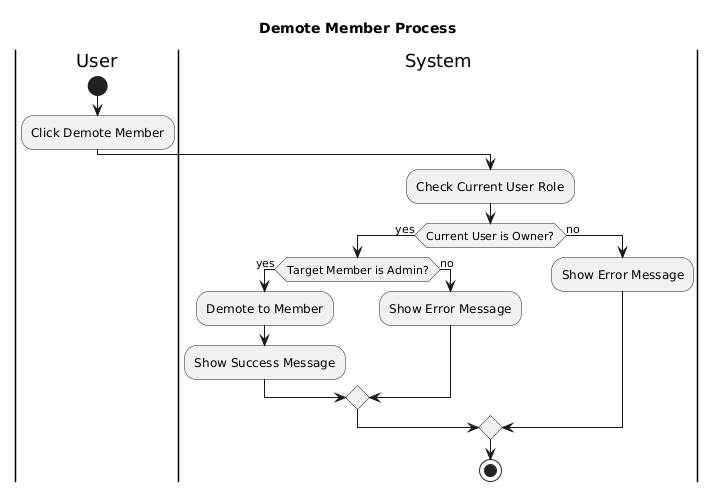 Demote Member Process
User
System
Click Demote Member
Check Current User Role
yes
Current User is Owner?
no
yes
Target Member is Admin?
no
Show Error Message
Demote to Member
Show Error Message
Show Success Message